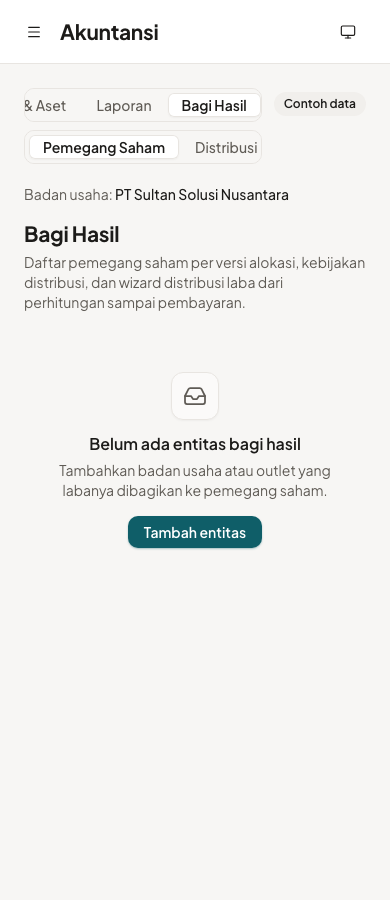 Akuntansi
& Aset Laporan Bagi Hasil Contoh data
Pemegang Saham Distribusi
Badan usaha: PT Sultan Solusi Nusantara
Bagi Hasil
Daftar pemegang saham per versi alokasi, kebijakan
distribusi, dan wizard distribusi laba dari
perhitungan sampai pembayaran.
Belum ada entitas bagi hasil
Tambahkan badan usaha atau outlet yang
labanya dibagikan ke pemegang saham.
Tambah entitas